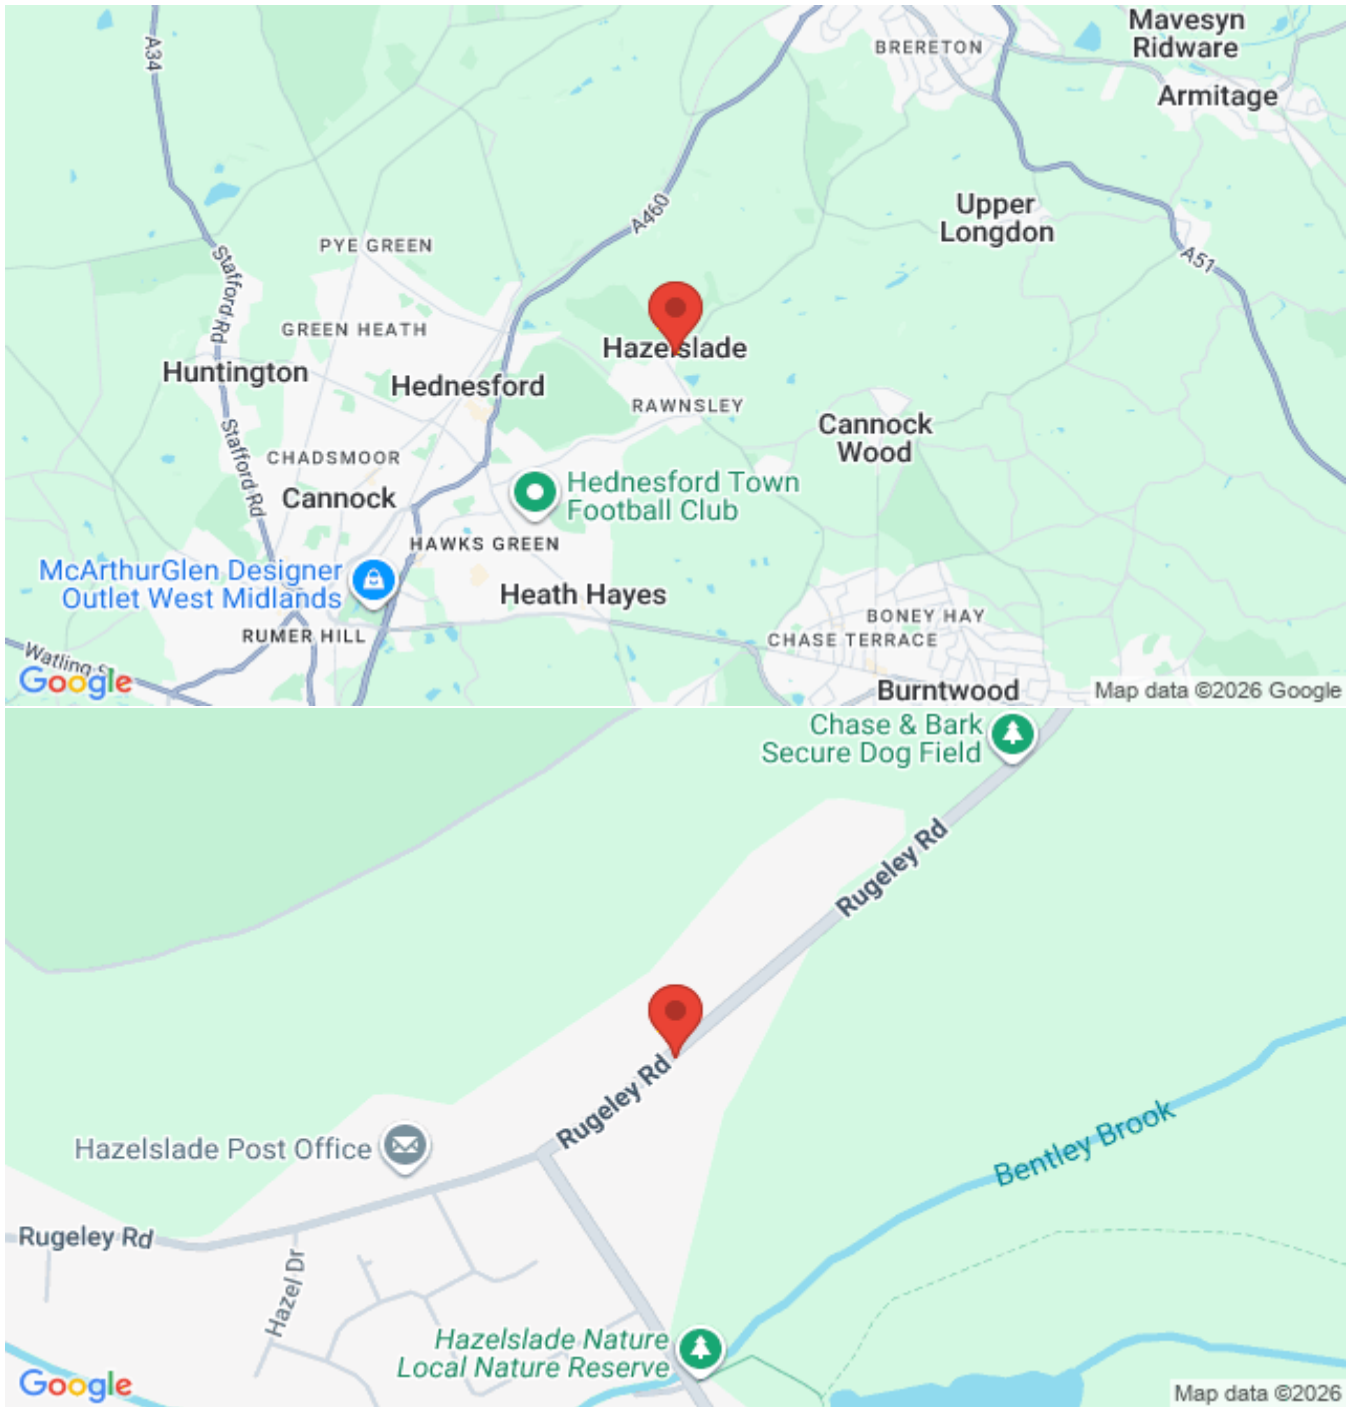 Mavesyn
Ridware
BRERETON
A34
Armitage
A460
Upper
Longdon
PYE GREEN
A51
Stafford Rd
GREEN HEATH
Hazelslade
Huntington
Hednesford
RAWNSLEY
Cannock
Wood
Stafford Rd
CHADSMOOR
Cannock
Hednesford Town
Football Club
HAWKS GREEN
McArthurGlen Designer
Outlet West Midlands
Heath Hayes
BONEY HAY
RUMER HILL
CHASE TERRACE
Watling S
Google
Burntwood
Map data ©2026 Google
Chase & Bark
Secure Dog Field
Rugeley Rd
Rugeley Rd
Hazelslade Post Office
Bentley Brook
Rugeley Rd
Hazel Dr
Hazelslade Nature
Local Nature Reserve
Google
Map data ©2026